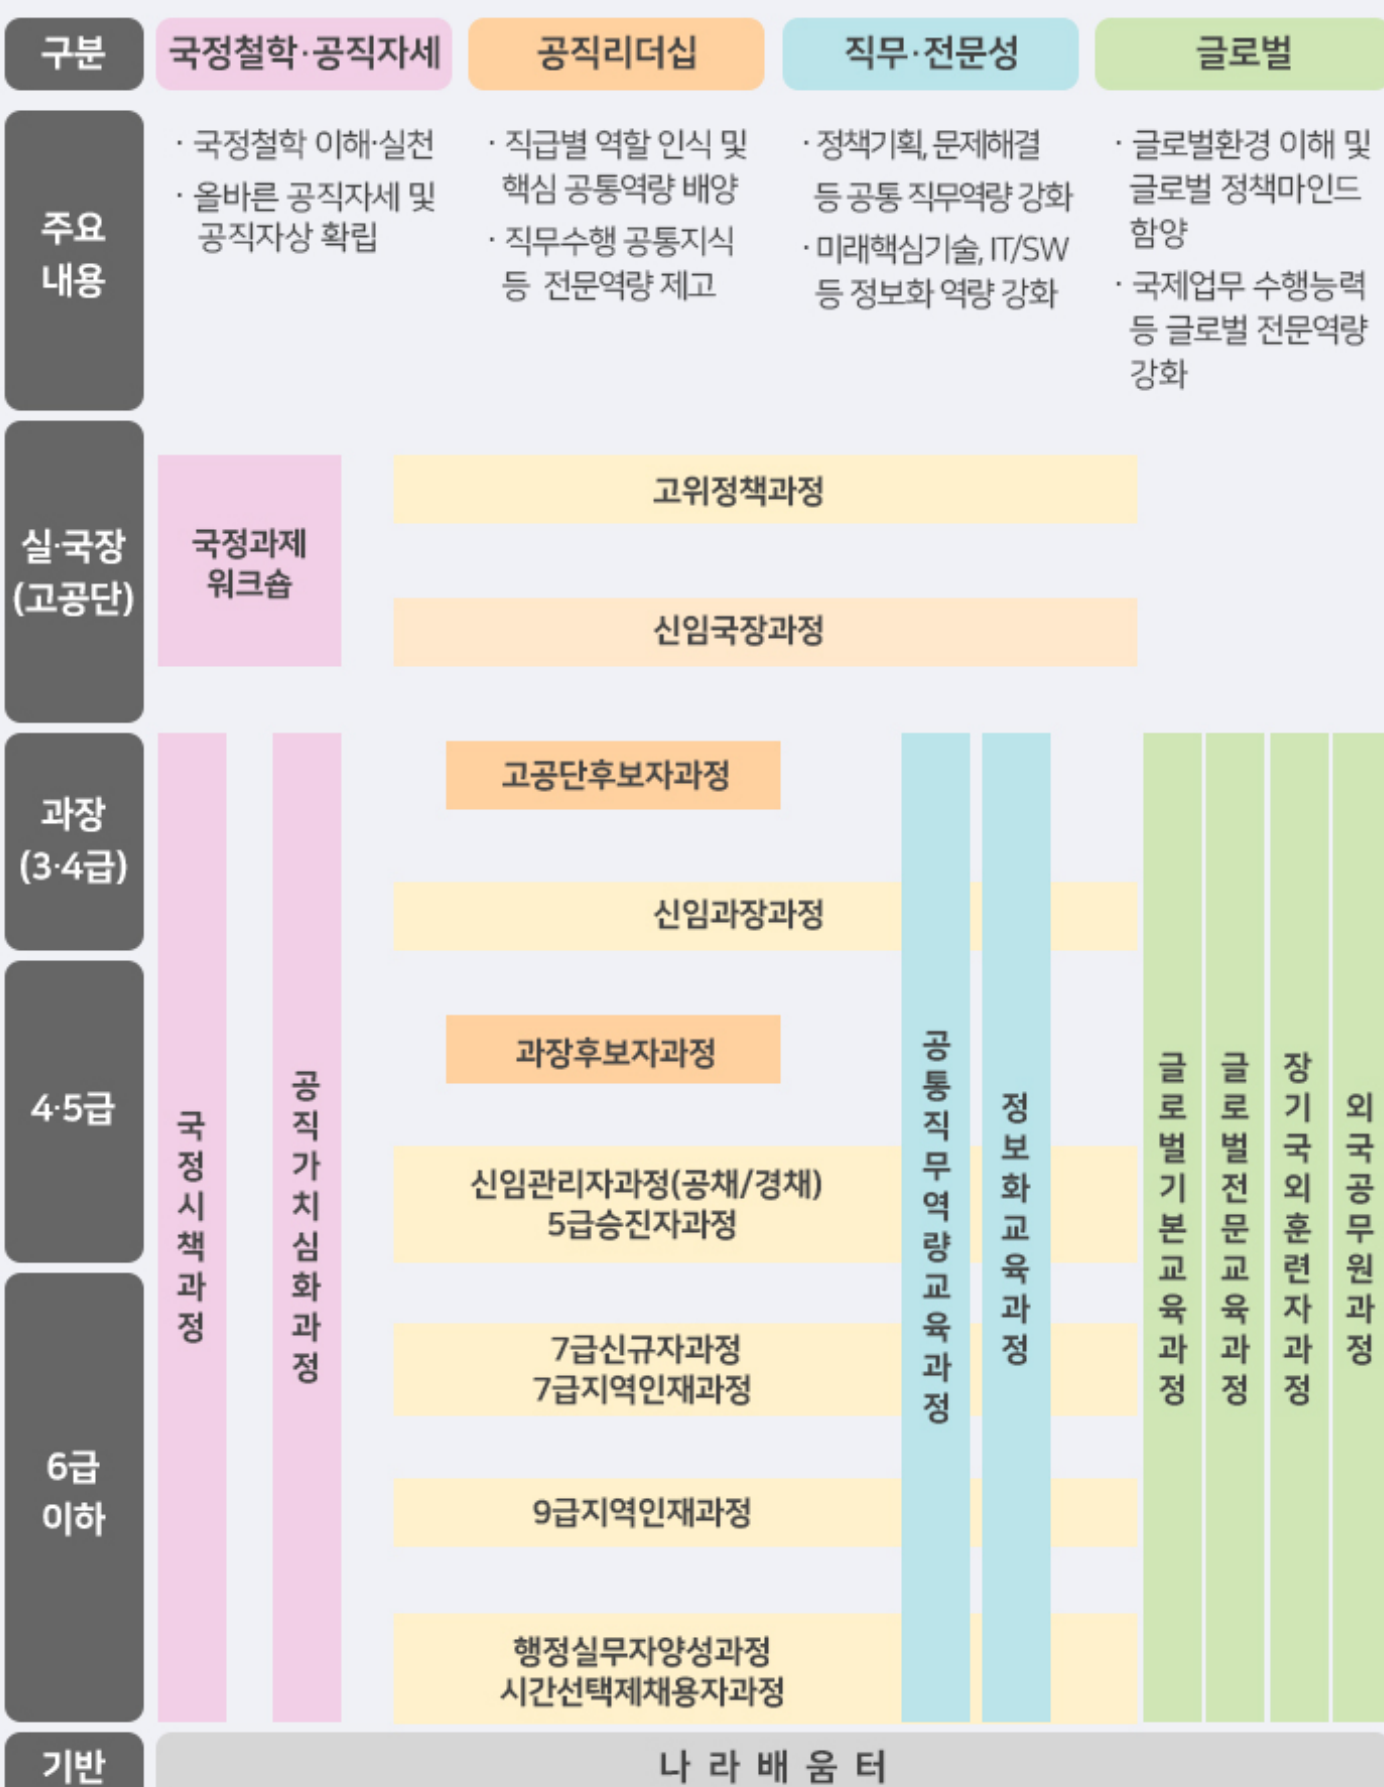 구분
국정철학·공직자세
공직리더십
직무·전문성
글로벌
주요
내용
· 국정철학 이해·실천
· 올바른 공직자세 및
공직자상 확립
· 직급별 역할 인식 및
핵심 공통역량 배양
· 직무수행 공통지식
등 전문역량 제고
· 정책기획, 문제해결
등 공통 직무역량 강화
· 미래핵심기술, IT/SW
등 정보화 역량 강화
· 글로벌환경 이해 및
글로벌 정책마인드
함양
· 국제업무 수행능력
등 글로벌 전문역량
강화
실·국장
(고공단)
국정과제
워크숍
고위정책과정
신임국장과정
과장
(3·4급)
고공단후보자과정
신임과장과정
4·5급
과장후보자과정
신임관리자과정(공채/경채)
5급승진자과정
6급
이하
7급신규자과정
7급지역인재과정
9급지역인재과정
행정실무자양성과정
시간선택제채용자과정
국정시책과정
공직가치심화과정
공통직무역량교육과정
정보화교육과정
글로벌기본교육과정
글로벌전문교육과정
장기국외훈련자과정
외국공무원과정
기반
나라배움터